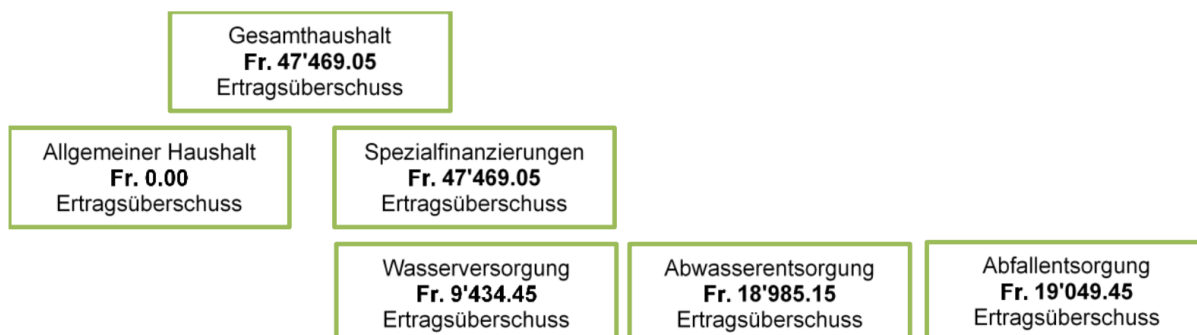 Gesamthaushalt
Fr. 47'469.05
Ertragsüberschuss
Allgemeiner Haushalt
Fr. 0.00
Ertragsüberschuss
Spezialfinanzierungen
Fr. 47'469.05
Ertragsüberschuss
Wasserversorgung
Fr. 9'434.45
Ertragsüberschuss
Abwasserentsorgung
Fr. 18'985.15
Ertragsüberschuss
Abfallentsorgung
Fr. 19'049.45
Ertragsüberschuss